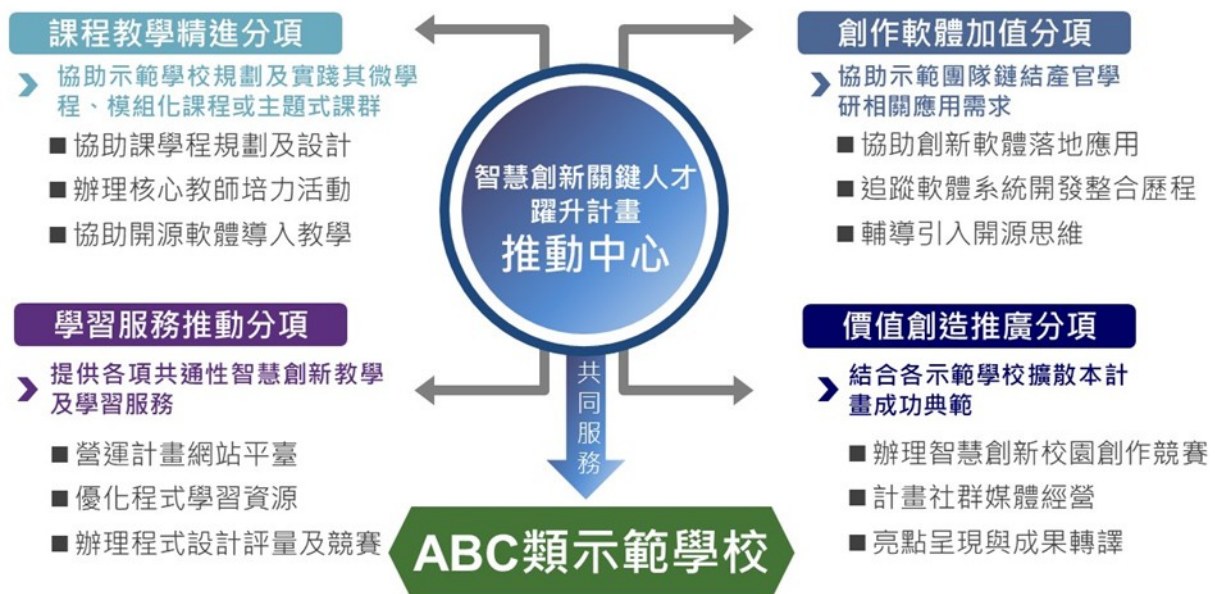 課程教學精進分項
協助示範學校規劃及實踐其微學
程、模組化課程或主題式課群
■協助課學程規劃及設計
■辦理核心教師培力活動
■協助開源軟體導入教學
學習服務推動分項
提供各項共通性智慧創新教學
及學習服務
■營運計畫網站平臺
■優化程式學習資源
■辦理程式設計評量及競賽
智慧創新關鍵人才
躍升計畫
推動中心
共同服務
ABC類示範學校
創作軟體加值分項
協助示範團隊鏈結產官學
研相關應用需求
■協助創新軟體落地應用
■追蹤軟體系統開發整合歷程
■輔導引入開源思維
價值創造推廣分項
結合各示範學校擴散本計
畫成功典範
■辦理智慧創新校園創作競賽
■計畫社群媒體經營
■亮點呈現與成果轉譯